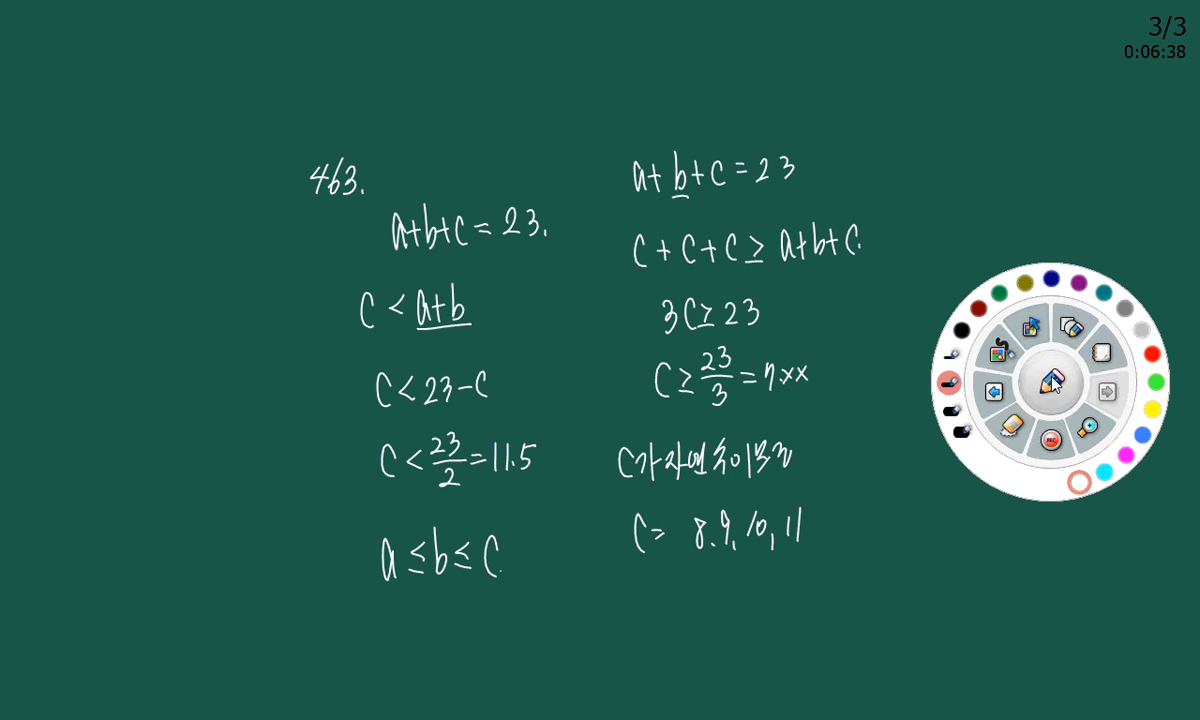 3/3
0:06:38
463.
a+b+c=23.
c < a+b
c < 23-c
c < 23/2 = 11.5
a ≤ b ≤ c.
a+b+c=23
c+c+c ≥ a+b+c.
3c ≥ 23
c ≥ 23/3 = 7.xx
c가 자연수이므로
c= 8.9,10,11
REC